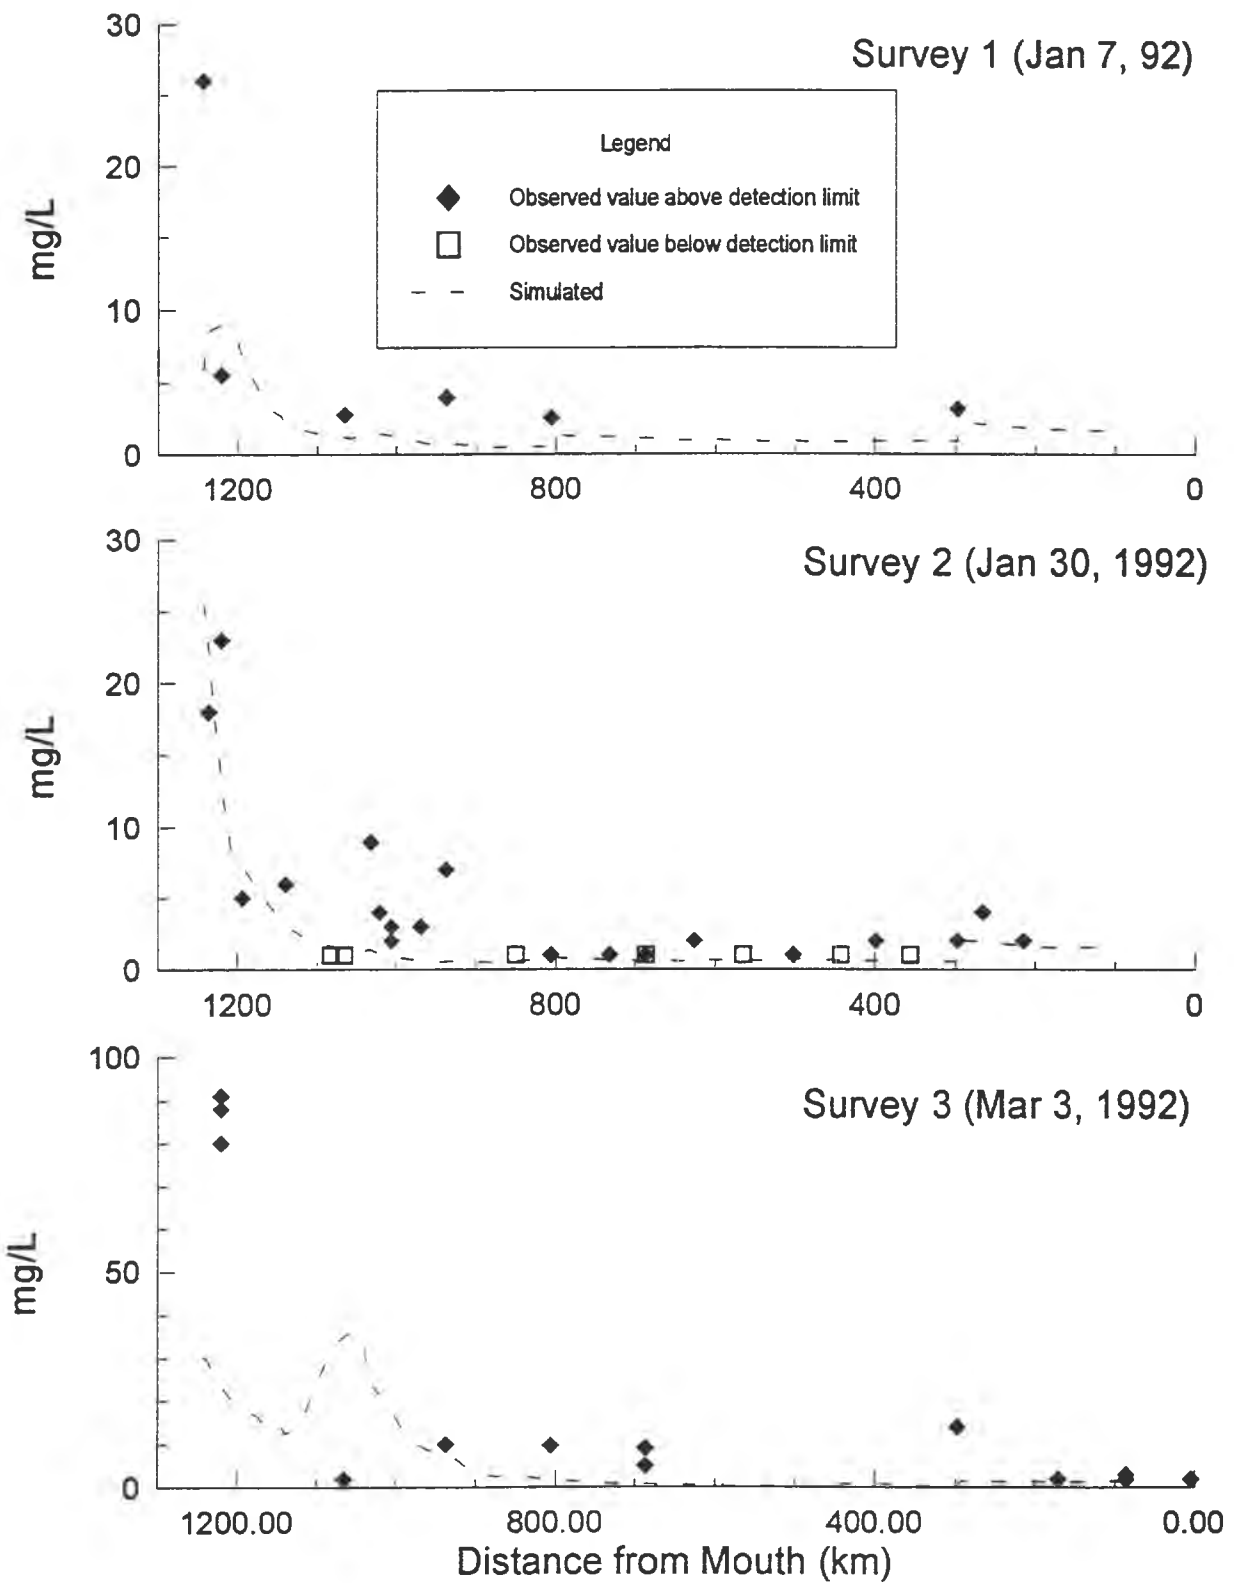 Survey 1 (Jan 7, 92)
30
20
10
0
mg/L
Legend
Observed value above detection limit
Observed value below detection limit
Simulated
1200 800 400 0
Survey 2 (Jan 30, 1992)
30
20
10
0
mg/L
1200 800 400 0
Survey 3 (Mar 3, 1992)
100
50
0
mg/L
1200.00 800.00 400.00 0.00
Distance from Mouth (km)